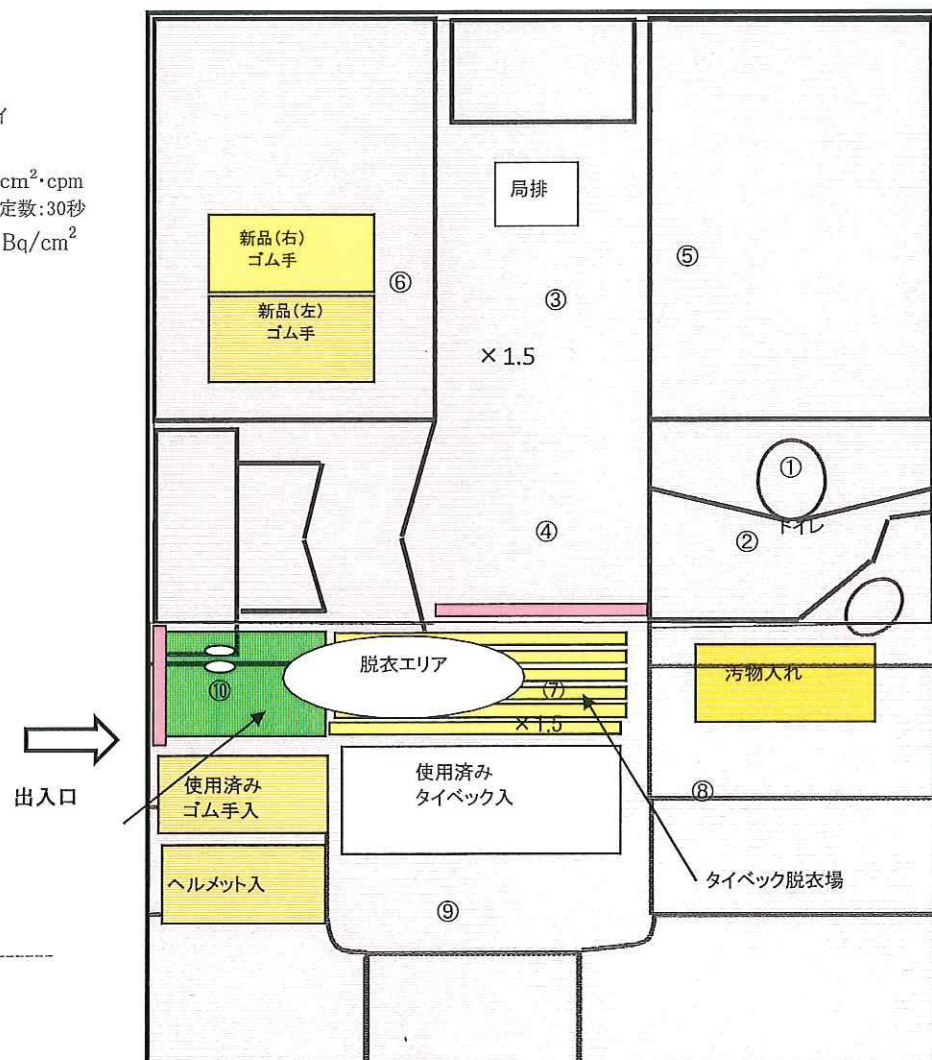 イ
cm²・cpm
定数:30秒
Bq/cm²
局排
新品(右)
ゴム手
⑥
⑤
③
新品(左)
ゴム手
×1.5
①
トイレ
④
②
脱衣エリア
汚物入れ
⑩
⑦
×1.5
出入口
使用済み
ゴム手入
使用済み
タイベック入
⑧
ヘルメット入
タイベック脱衣場
⑨